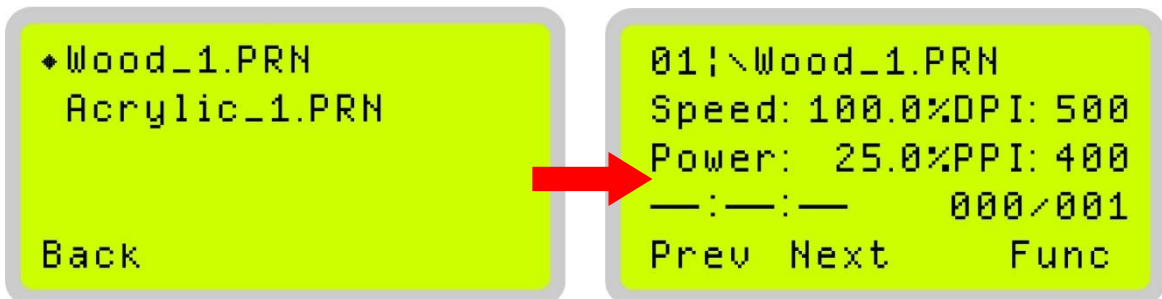 ◆Wood_1.PRN
Acrylic_1.PRN
Back
01¦\Wood_1.PRN
Speed: 100.0%DPI: 500
Power: 25.0%PPI: 400
——:——:—— 000/001
Prev Next Func